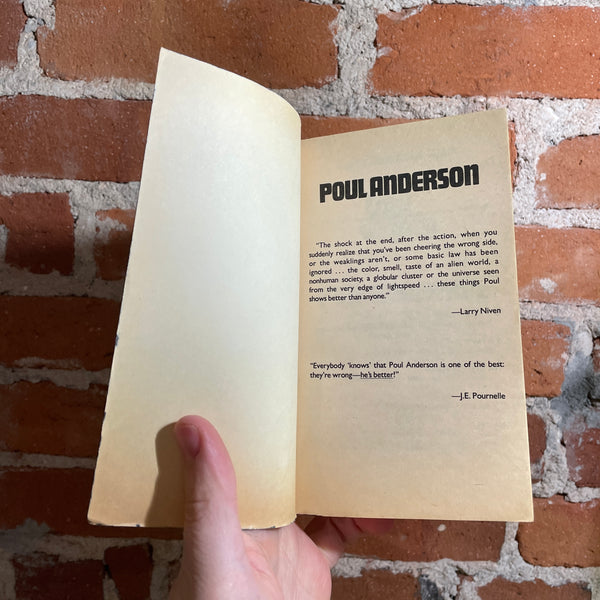 POUL ANDERSON
“The shock at the end, after the action, when you
suddenly realize that you’ve been cheering the wrong side,
or the weaklings aren’t, or some basic law has been
ignored ... the color, smell, taste of an alien world, a
nonhuman society, a globular cluster or the universe seen
from the very edge of lightspeed ... these things Poul
shows better than anyone.”
—Larry Niven
“Everybody ‘knows’ that Poul Anderson is one of the best:
they’re wrong—he’s better!”
—J.E. Pournelle